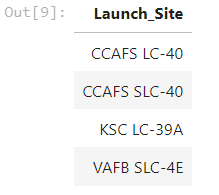 Out[9]: Launch_Site
CCAFS LC-40
CCAFS SLC-40
KSC LC-39A
VAFB SLC-4E